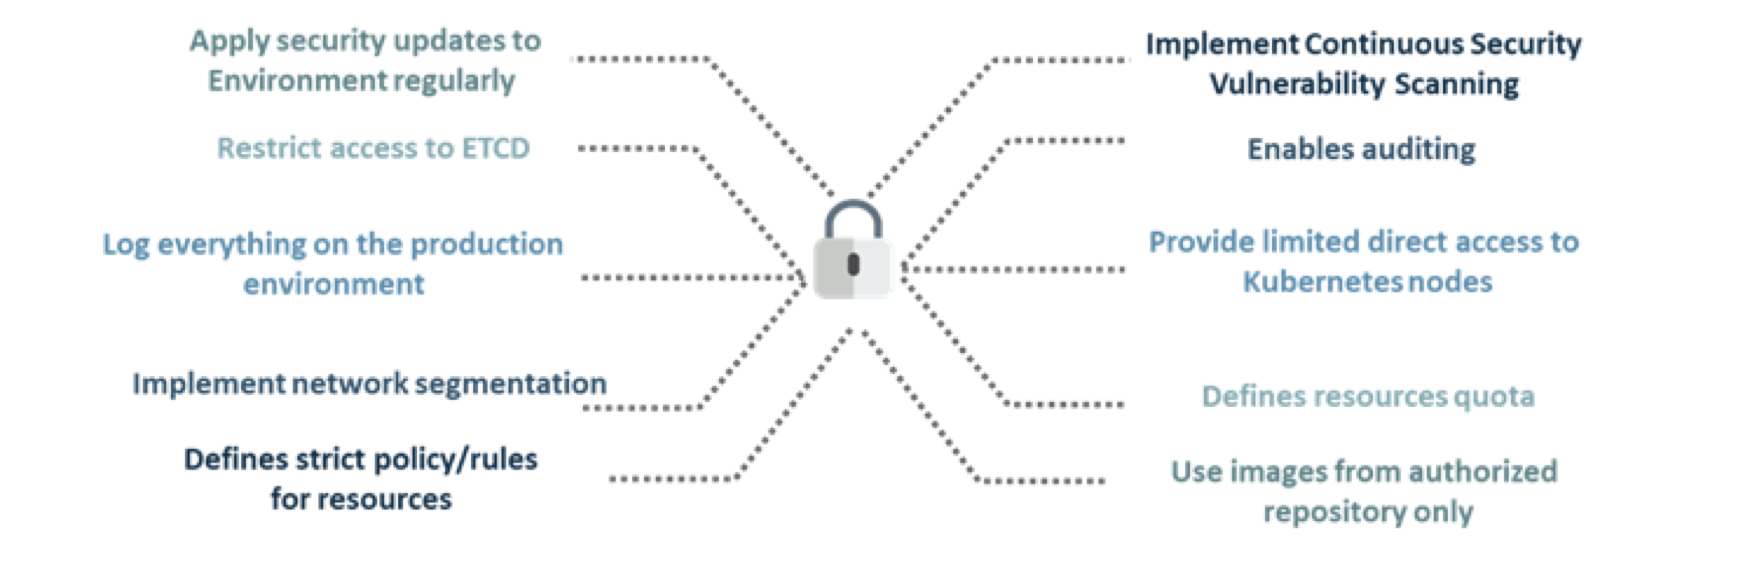 Apply security updates to
Environment regularly
Restrict access to ETCD
Log everything on the production
environment
Implement network segmentation
Defines strict policy/rules
for resources
Implement Continuous Security
Vulnerability Scanning
Enables auditing
Provide limited direct access to
Kubernetes nodes
Defines resources quota
Use images from authorized
repository only